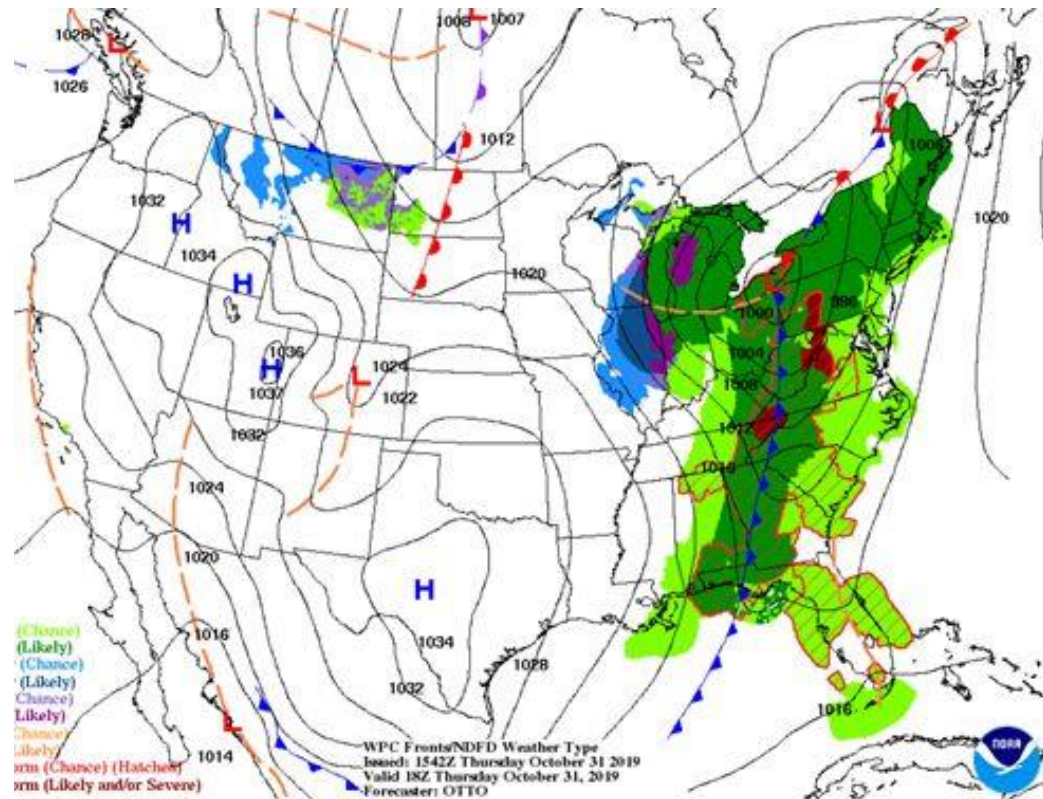 1008
1007
L
1028
L
1026
1012
1006
L
1032
H
1034
1020
1020
H
996
1000
1036
H
1037
1004
1024
L
1022
1008
1032
1012
1016
1024
1020
H
(Chance)
(Likely)
(Chance)
(Likely)
Chance)
Likely)
Chance)
Likely)
orm (Chance) (Hatched)
orm (Likely and/or Severe)
1016
1034
1028
1032
1016
L
1014
WPC Fronts/NDFD Weather Type
Issued: 1542Z Thursday October 31 2019
Valid 18Z Thursday October 31, 2019
Forecaster: OTTO
NOAA